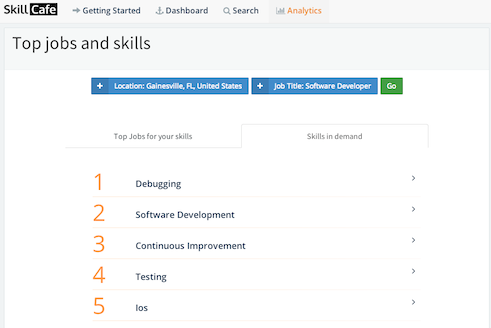 Skill Cafe Getting Started Dashboard Search Analytics
Top jobs and skills
+ Location: Gainesville, FL, United States + Job Title: Software Developer Go
Top Jobs for your skills Skills in demand
1 Debugging
2 Software Development
3 Continuous Improvement
4 Testing
5 Ios